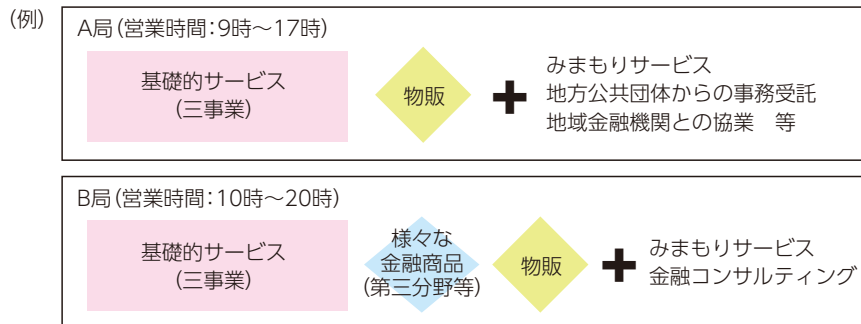 (例)
A局(営業時間:9時～17時)
基礎的サービス
(三事業)
物販
みまもりサービス
地方公共団体からの事務受託
地域金融機関との協業　等
B局(営業時間:10時～20時)
基礎的サービス
(三事業)
様々な
金融商品
(第三分野等)
物販
みまもりサービス
金融コンサルティング